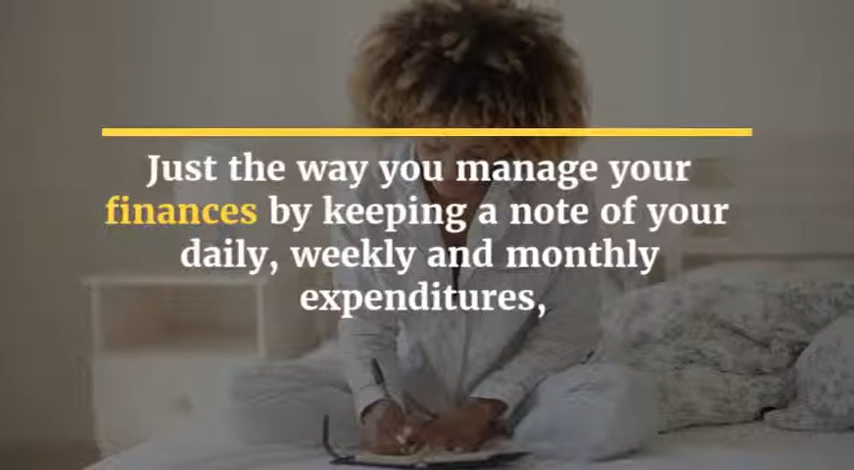 Just the way you manage your
finances by keeping a note of your
daily, weekly and monthly
expenditures,